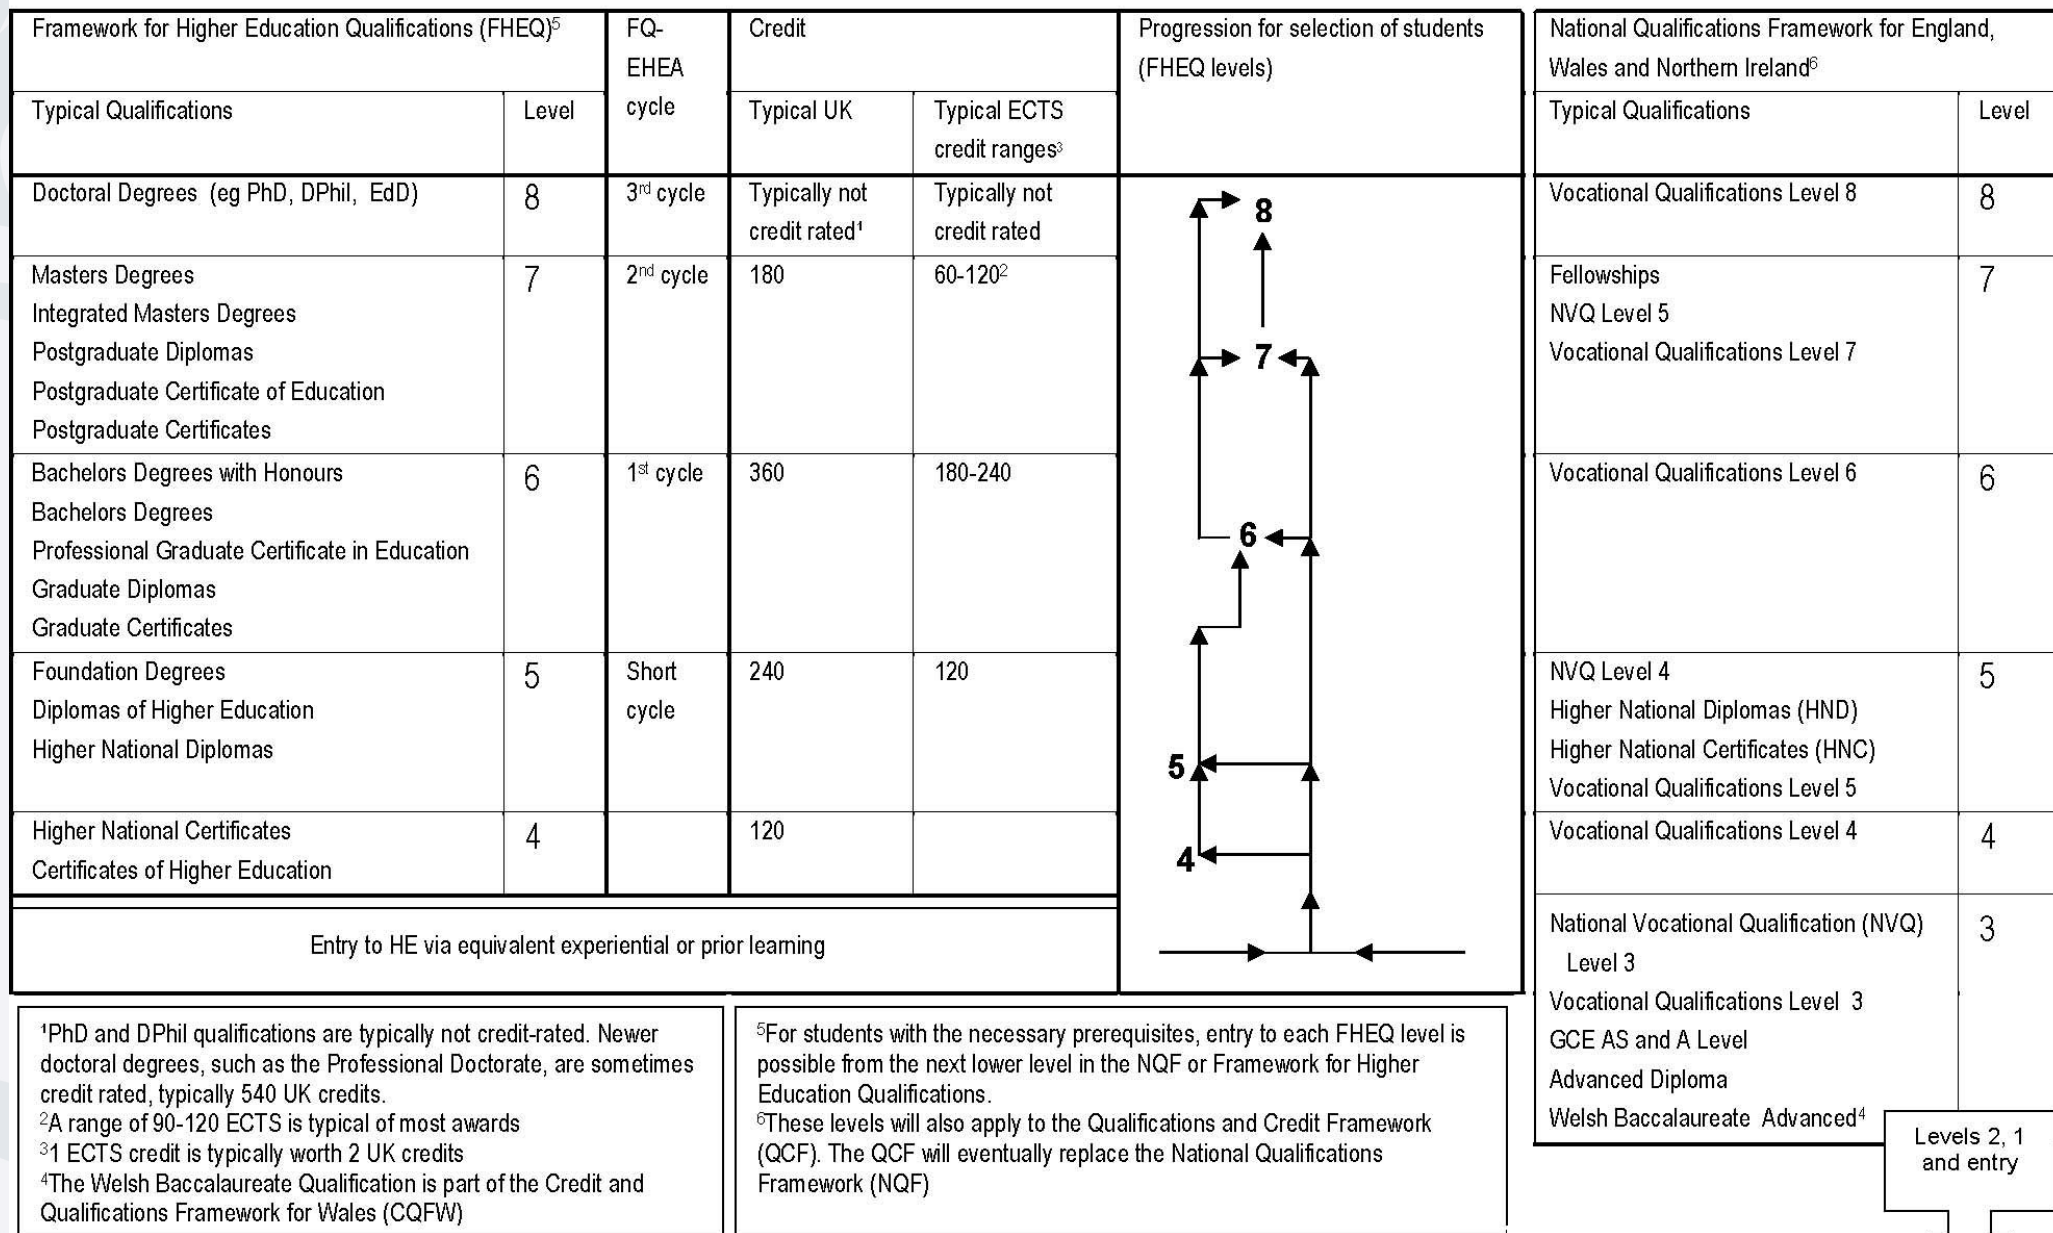 Framework for Higher Education Qualifications (FHEQ)⁵
FQ-
EHEA
cycle
Credit
Progression for selection of students
(FHEQ levels)
National Qualifications Framework for England,
Wales and Northern Ireland⁶
Typical Qualifications
Level
Typical UK
Typical ECTS
credit ranges³
Typical Qualifications
Level
Doctoral Degrees (eg PhD, DPhil, EdD)
8
3rd cycle
Typically not
credit rated¹
Typically not
credit rated
8
Vocational Qualifications Level 8
8
Masters Degrees
Integrated Masters Degrees
Postgraduate Diplomas
Postgraduate Certificate of Education
Postgraduate Certificates
7
2nd cycle
180
60-120²
7
Fellowships
NVQ Level 5
Vocational Qualifications Level 7
7
Bachelors Degrees with Honours
Bachelors Degrees
Professional Graduate Certificate in Education
Graduate Diplomas
Graduate Certificates
6
1st cycle
360
180-240
6
Vocational Qualifications Level 6
6
Foundation Degrees
Diplomas of Higher Education
Higher National Diplomas
5
Short
cycle
240
120
5
NVQ Level 4
Higher National Diplomas (HND)
Higher National Certificates (HNC)
Vocational Qualifications Level 5
5
Higher National Certificates
Certificates of Higher Education
4
120
4
Vocational Qualifications Level 4
4
Entry to HE via equivalent experiential or prior learning
National Vocational Qualification (NVQ)
Level 3
Vocational Qualifications Level 3
GCE AS and A Level
Advanced Diploma
Welsh Baccalaureate Advanced⁴
3
Levels 2, 1
and entry
¹PhD and DPhil qualifications are typically not credit-rated. Newer
doctoral degrees, such as the Professional Doctorate, are sometimes
credit rated, typically 540 UK credits.
²A range of 90-120 ECTS is typical of most awards
³1 ECTS credit is typically worth 2 UK credits
⁴The Welsh Baccalaureate Qualification is part of the Credit and
Qualifications Framework for Wales (CQFW)
⁵For students with the necessary prerequisites, entry to each FHEQ level is
possible from the next lower level in the NQF or Framework for Higher
Education Qualifications.
⁶These levels will also apply to the Qualifications and Credit Framework
(QCF). The QCF will eventually replace the National Qualifications
Framework (NQF)